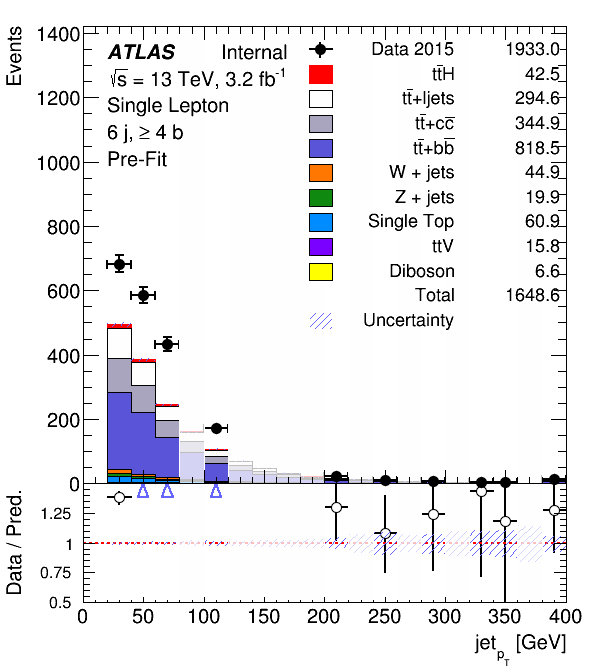 Events
1400
1200
1000
800
600
400
200
0
ATLAS Internal
√s = 13 TeV, 3.2 fb⁻¹
Single Lepton
6 j, ≥ 4 b
Pre-Fit
Data 2015 1933.0
tt̄H 42.5
tt̄+ljets 294.6
tt̄+cc̄ 344.9
tt̄+bb̄ 818.5
W + jets 44.9
Z + jets 19.9
Single Top 60.9
ttV 15.8
Diboson 6.6
Total 1648.6
Uncertainty
Data / Pred.
1.25
1
0.75
0.5
0 50 100 150 200 250 300 350 400
jet_pT [GeV]